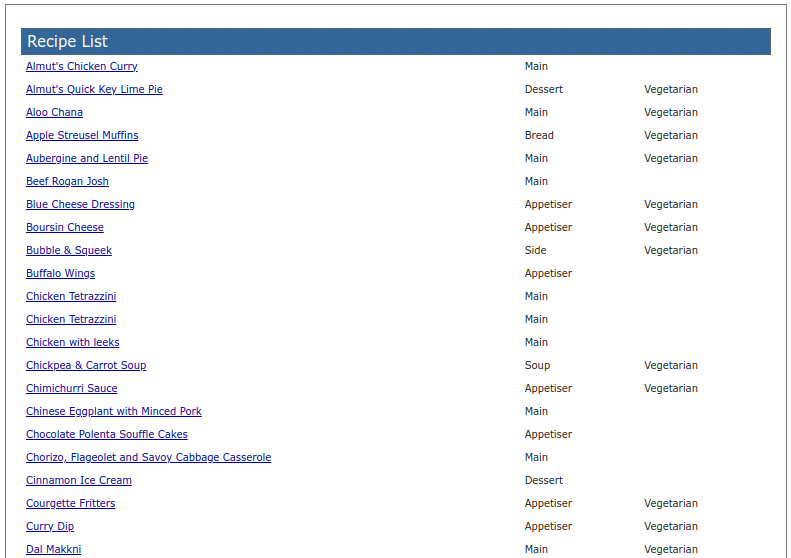 Recipe List
Almut's Chicken Curry Main
Almut's Quick Key Lime Pie Dessert Vegetarian
Aloo Chana Main Vegetarian
Apple Streusel Muffins Bread Vegetarian
Aubergine and Lentil Pie Main Vegetarian
Beef Rogan Josh Main
Blue Cheese Dressing Appetiser Vegetarian
Boursin Cheese Appetiser Vegetarian
Bubble & Squeek Side Vegetarian
Buffalo Wings Appetiser
Chicken Tetrazzini Main
Chicken Tetrazzini Main
Chicken with leeks Main
Chickpea & Carrot Soup Soup Vegetarian
Chimichurri Sauce Appetiser Vegetarian
Chinese Eggplant with Minced Pork Main
Chocolate Polenta Souffle Cakes Appetiser
Chorizo, Flageolet and Savoy Cabbage Casserole Main
Cinnamon Ice Cream Dessert
Courgette Fritters Appetiser Vegetarian
Curry Dip Appetiser Vegetarian
Dal Makkni Main Vegetarian